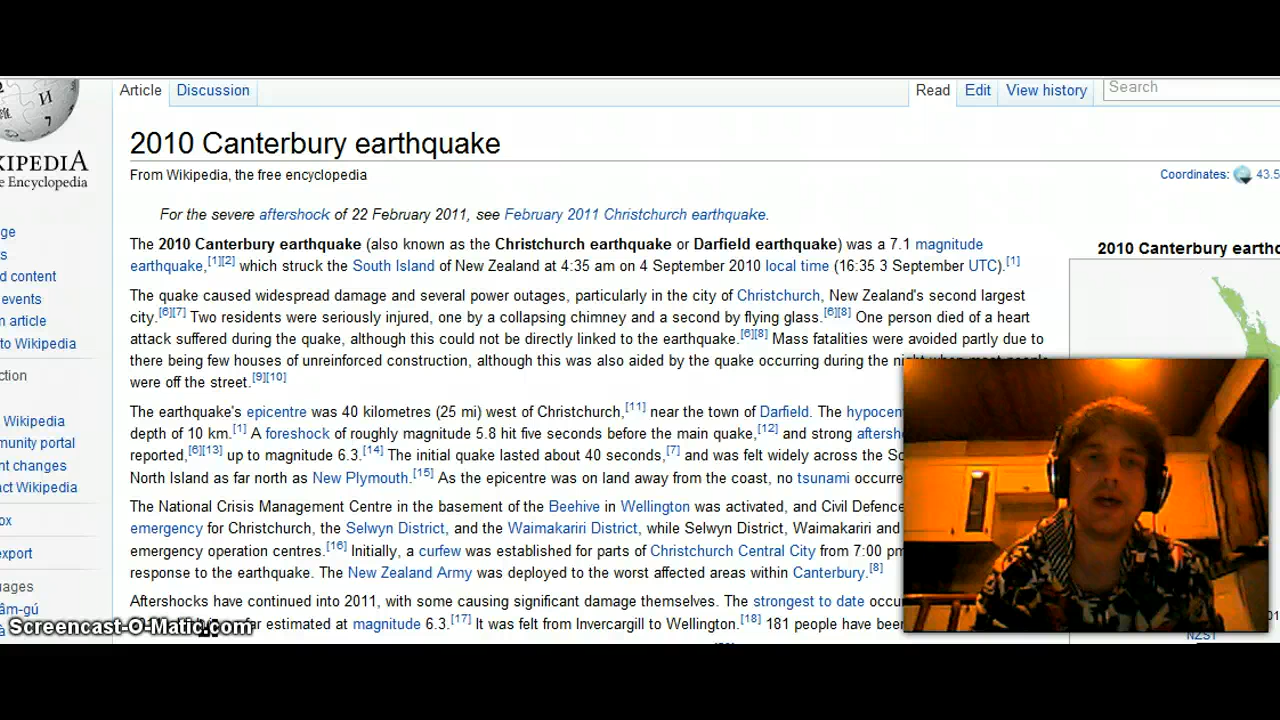 Article Discussion Read Edit View history Search
2010 Canterbury earthquake
From Wikipedia, the free encyclopedia
Coordinates: 43.5
For the severe aftershock of 22 February 2011, see February 2011 Christchurch earthquake.
The 2010 Canterbury earthquake (also known as the Christchurch earthquake or Darfield earthquake) was a 7.1 magnitude
earthquake,[1][2] which struck the South Island of New Zealand at 4:35 am on 4 September 2010 local time (16:35 3 September UTC).[1]
The quake caused widespread damage and several power outages, particularly in the city of Christchurch, New Zealand's second largest
city.[6][7] Two residents were seriously injured, one by a collapsing chimney and a second by flying glass.[6][8] One person died of a heart
attack suffered during the quake, although this could not be directly linked to the earthquake.[6][8] Mass fatalities were avoided partly due to
there being few houses of unreinforced construction, although this was also aided by the quake occurring during the night when most people
were off the street.[9][10]
The earthquake's epicentre was 40 kilometres (25 mi) west of Christchurch,[11] near the town of Darfield. The hypocen
depth of 10 km.[1] A foreshock of roughly magnitude 5.8 hit five seconds before the main quake,[12] and strong aftersh
reported,[6][13] up to magnitude 6.3.[14] The initial quake lasted about 40 seconds,[7] and was felt widely across the So
North Island as far north as New Plymouth.[15] As the epicentre was on land away from the coast, no tsunami occurre
The National Crisis Management Centre in the basement of the Beehive in Wellington was activated, and Civil Defence
emergency for Christchurch, the Selwyn District, and the Waimakariri District, while Selwyn District, Waimakariri and
emergency operation centres.[16] Initially, a curfew was established for parts of Christchurch Central City from 7:00 pm
response to the earthquake. The New Zealand Army was deployed to the worst affected areas within Canterbury.[8]
Aftershocks have continued into 2011, with some causing significant damage themselves. The strongest to date occu
far estimated at magnitude 6.3.[17] It was felt from Invercargill to Wellington.[18] 181 people have been
2010 Canterbury earthq
NZST
01
KIPEDIA
e Encyclopedia
ge
s
d content
events
n article
to Wikipedia
ction
Wikipedia
munity portal
nt changes
act Wikipedia
ox
export
uages
âm-gú
Screencast-O-Matic.com